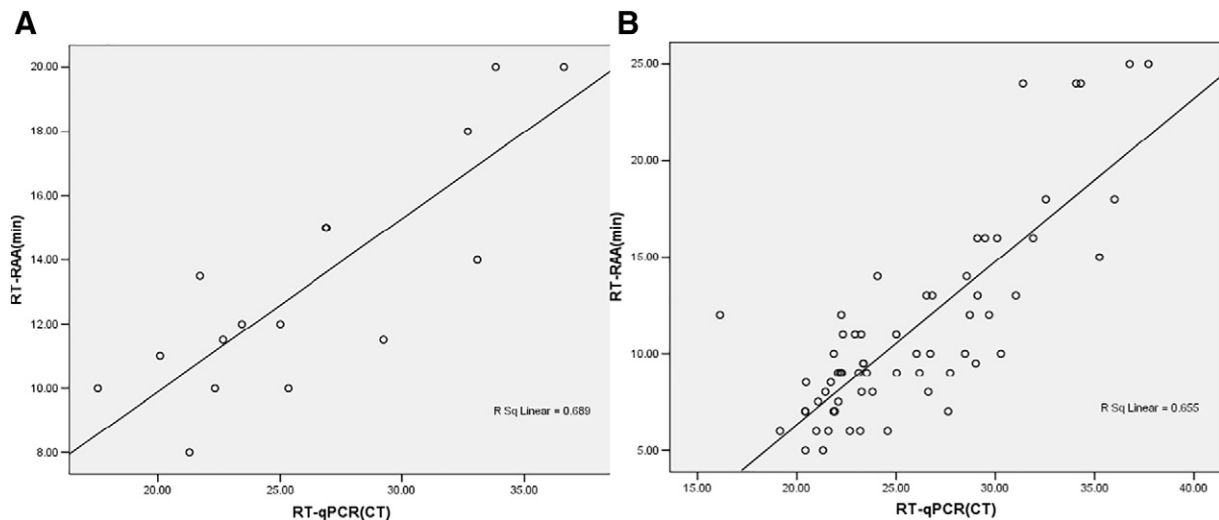 A
20.00
18.00
16.00
14.00
12.00
10.00
8.00
RT-RAA(min)
R Sq Linear = 0.689
20.00 25.00 30.00 35.00
RT-qPCR(CT)
B
25.00
20.00
15.00
10.00
5.00
RT-RAA(min)
R Sq Linear = 0.655
15.00 20.00 25.00 30.00 35.00 40.00
RT-qPCR(CT)